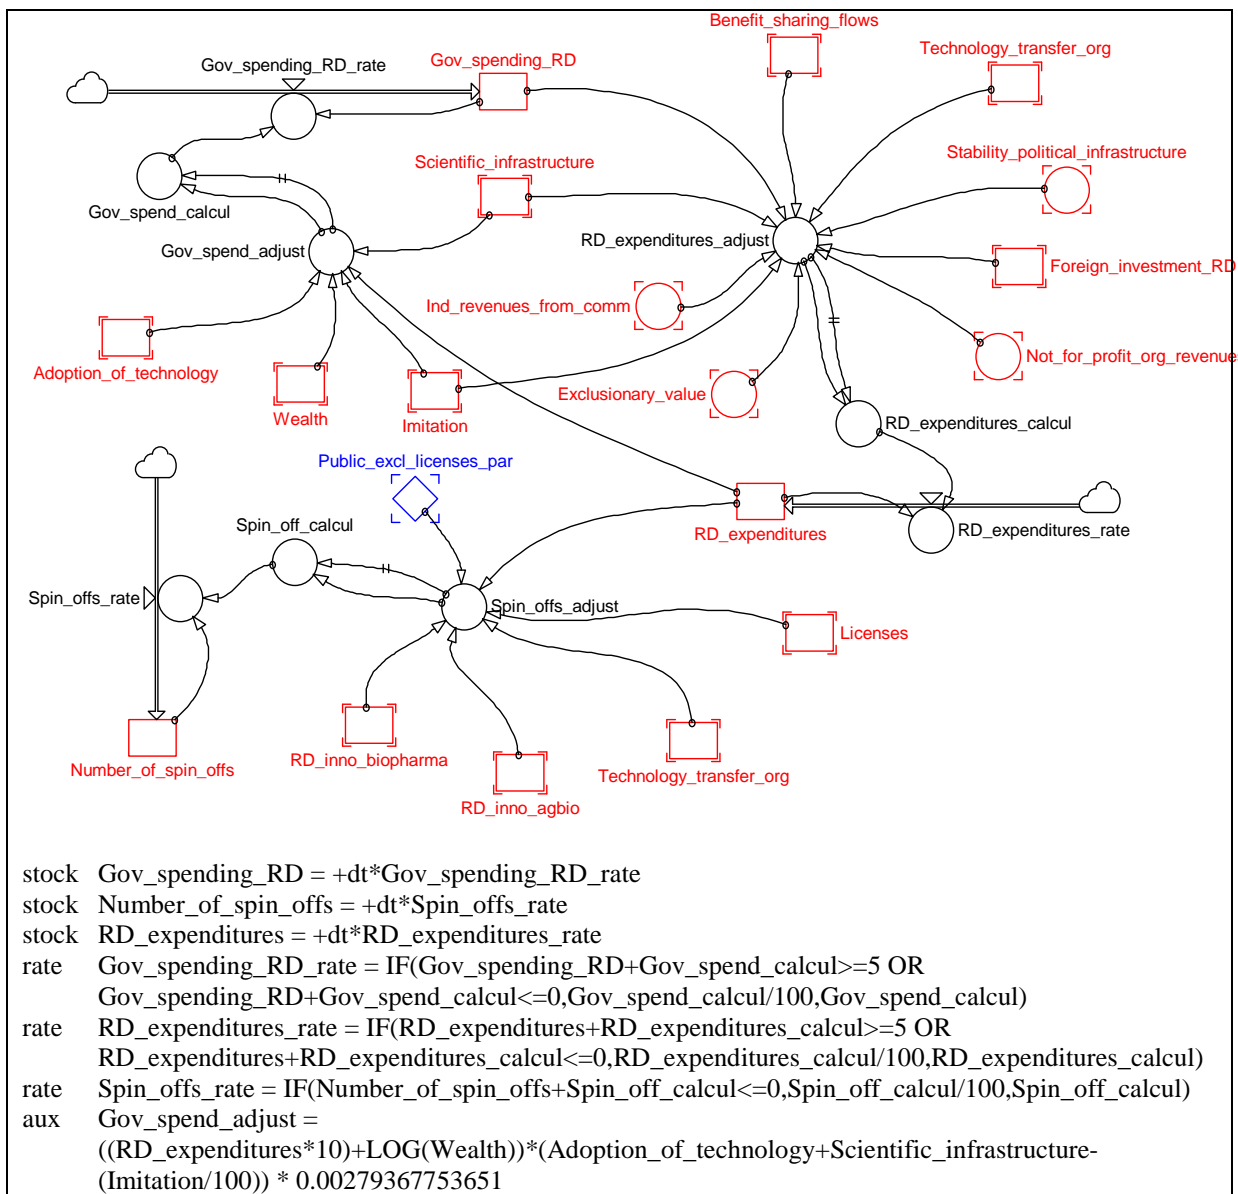 Benefit_sharing_flows
Technology_transfer_org
Gov_spending_RD_rate
Gov_spending_RD
Scientific_infrastructure
Stability_political_infrastructure
Gov_spend_calcul
Gov_spend_adjust
RD_expenditures_adjust
Foreign_investment_RD
Ind_revenues_from_comm
Adoption_of_technology
Wealth
Imitation
Exclusionary_value
Not_for_profit_org_revenue
RD_expenditures_calcul
Public_excl_licenses_par
Spin_off_calcul
RD_expenditures
RD_expenditures_rate
Spin_offs_rate
Spin_offs_adjust
Licenses
Number_of_spin_offs
RD_inno_biopharma
RD_inno_agbio
Technology_transfer_org
stock Gov_spending_RD = +dt*Gov_spending_RD_rate
stock Number_of_spin_offs = +dt*Spin_offs_rate
stock RD_expenditures = +dt*RD_expenditures_rate
rate Gov_spending_RD_rate = IF(Gov_spending_RD+Gov_spend_calcul>=5 OR
Gov_spending_RD+Gov_spend_calcul<=0,Gov_spend_calcul/100,Gov_spend_calcul)
rate RD_expenditures_rate = IF(RD_expenditures+RD_expenditures_calcul>=5 OR
RD_expenditures+RD_expenditures_calcul<=0,RD_expenditures_calcul/100,RD_expenditures_calcul)
rate Spin_offs_rate = IF(Number_of_spin_offs+Spin_off_calcul<=0,Spin_off_calcul/100,Spin_off_calcul)
aux Gov_spend_adjust =
((RD_expenditures*10)+LOG(Wealth))*(Adoption_of_technology+Scientific_infrastructure-
(Imitation/100)) * 0.00279367753651